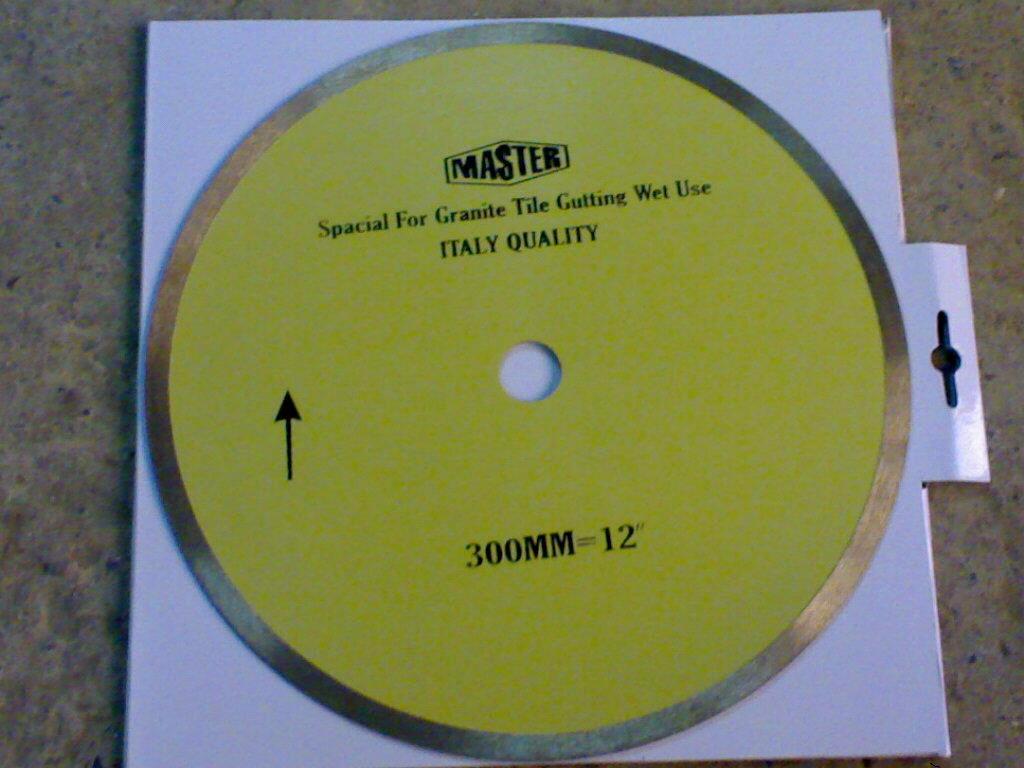 MASTER
Spacial For Granite Tile Gutting Wet Use
ITALY QUALITY
300MM=12"